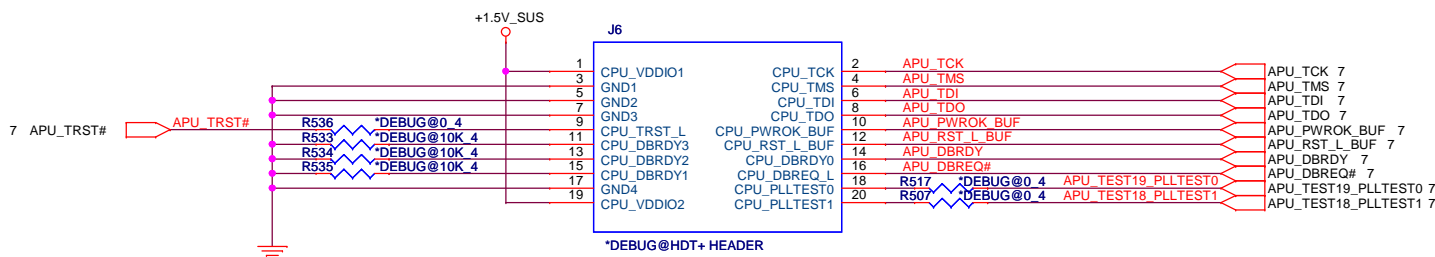 +1.5V_SUS
J6
1 CPU_VDDIO1 CPU_TCK 2 APU_TCK APU_TCK 7
3 GND1 CPU_TMS 4 APU_TMS APU_TMS 7
5 GND2 CPU_TDI 6 APU_TDI APU_TDI 7
7 GND3 CPU_TDO 8 APU_TDO APU_TDO 7
7 APU_TRST# APU_TRST# R536 *DEBUG@0_4 9 CPU_TRST_L CPU_PWROK_BUF 10 APU_PWROK_BUF APU_PWROK_BUF 7
R533 *DEBUG@10K_4 11 CPU_DBRDY3 CPU_RST_L_BUF 12 APU_RST_L_BUF APU_RST_L_BUF 7
R534 *DEBUG@10K_4 13 CPU_DBRDY2 CPU_DBRDY0 14 APU_DBRDY APU_DBRDY 7
R535 *DEBUG@10K_4 15 CPU_DBRDY1 CPU_DBREQ_L 16 APU_DBREQ# APU_DBREQ# 7
17 GND4 CPU_PLLTEST0 18 R517 *DEBUG@0_4 APU_TEST19_PLLTEST0 APU_TEST19_PLLTEST0 7
19 CPU_VDDIO2 CPU_PLLTEST1 20 R507 *DEBUG@0_4 APU_TEST18_PLLTEST1 APU_TEST18_PLLTEST1 7
*DEBUG@HDT+ HEADER